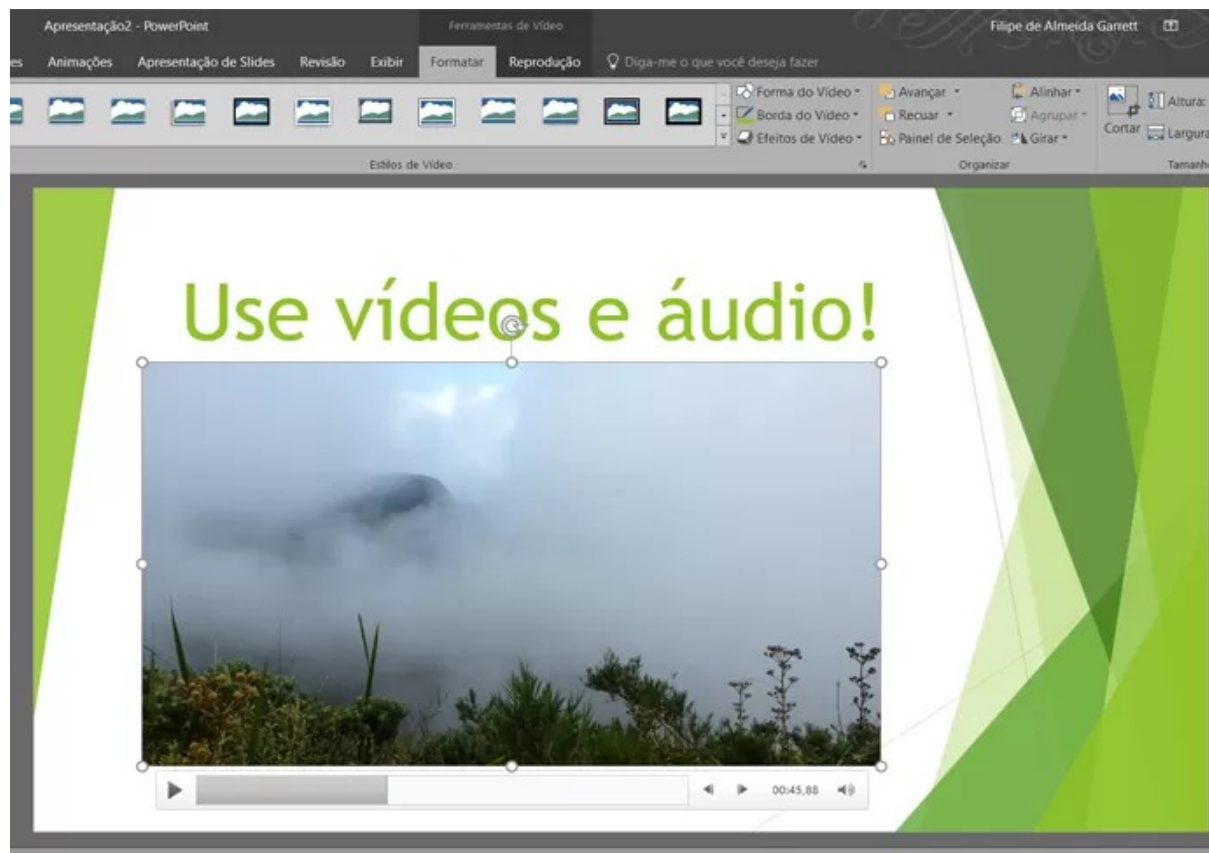 Apresentação2 - PowerPoint
Ferramentas de Vídeo
Filipe de Almeida Garrett
es Animações Apresentação de Slides Revisão Exibir Formatar Reprodução Diga-me o que você deseja fazer
Forma do Vídeo
Borda do Vídeo
Efeitos de Vídeo
Estilos de Vídeo
Avançar
Recuar
Painel de Seleção
Alinhar
Agrupar
Girar
Organizar
Cortar
Altura:
Largura
Tamanh
Use vídeos e áudio!
00:45,88